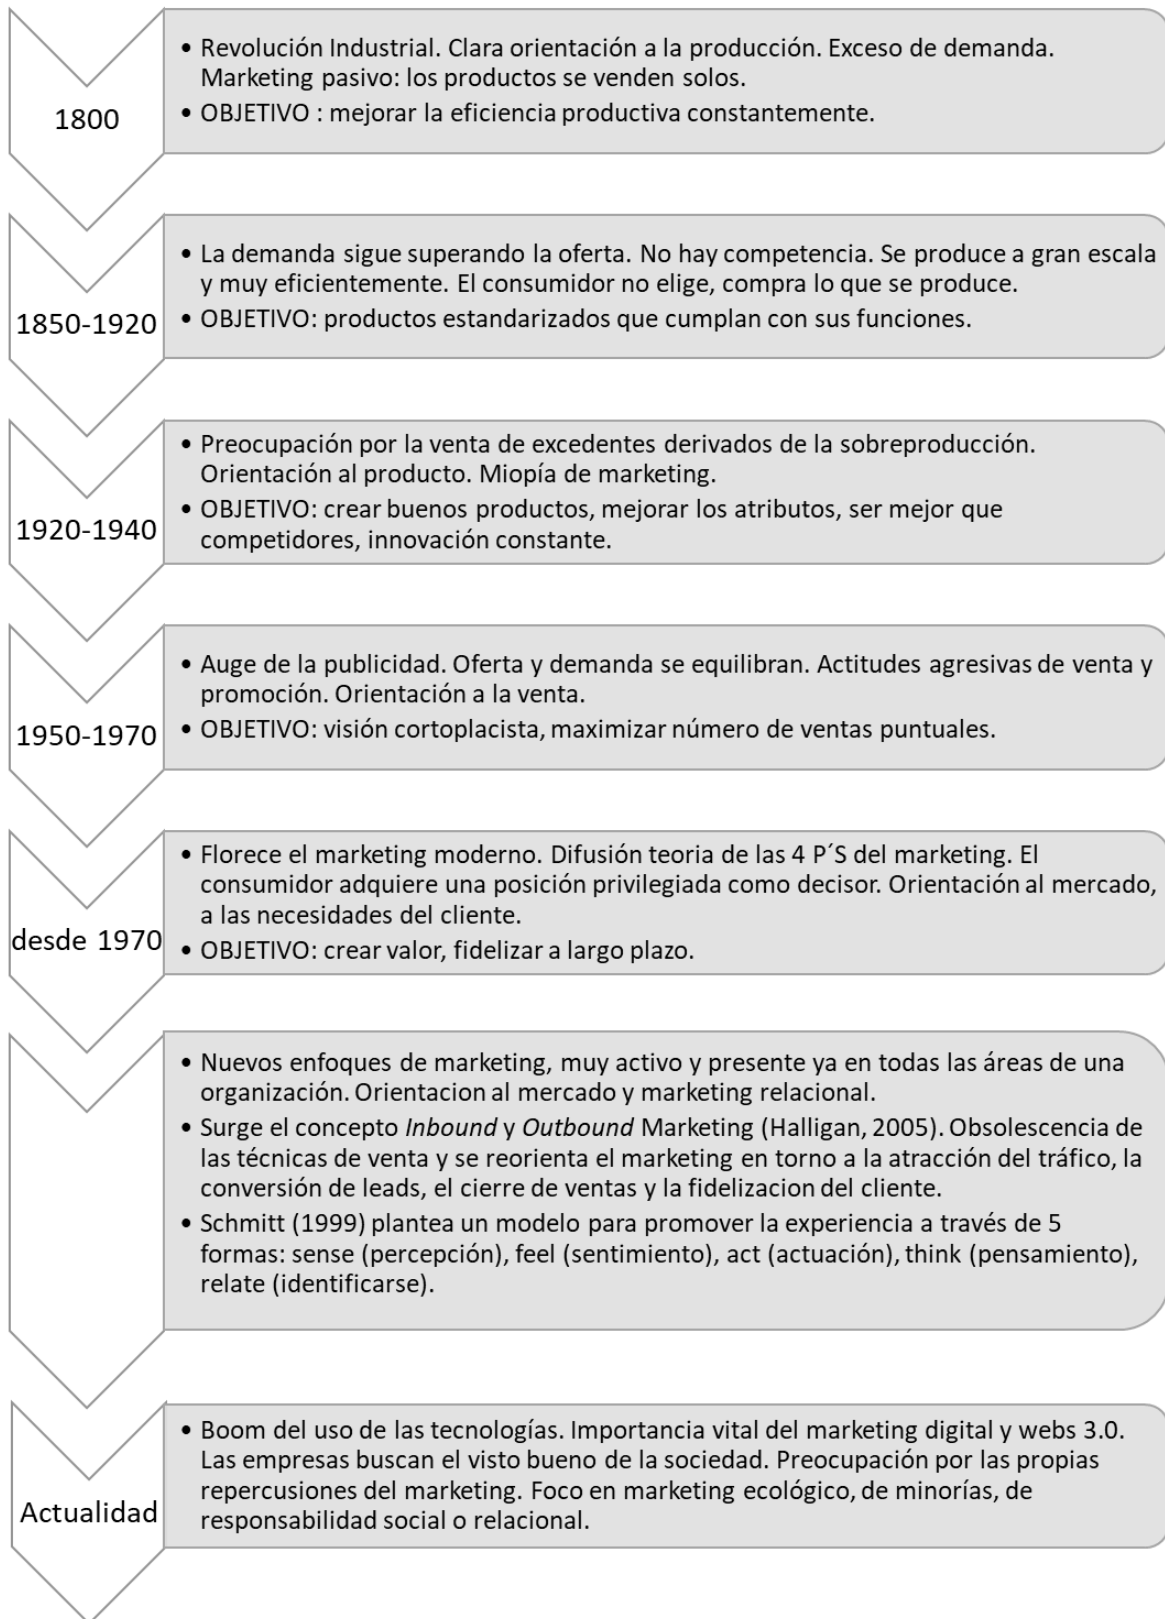 • Revolución Industrial. Clara orientación a la producción. Exceso de demanda.
Marketing pasivo: los productos se venden solos.
1800
• OBJETIVO : mejorar la eficiencia productiva constantemente.
• La demanda sigue superando la oferta. No hay competencia. Se produce a gran escala
y muy eficientemente. El consumidor no elige, compra lo que se produce.
1850-1920
• OBJETIVO: productos estandarizados que cumplan con sus funciones.
• Preocupación por la venta de excedentes derivados de la sobreproducción.
Orientación al producto. Miopía de marketing.
1920-1940
• OBJETIVO: crear buenos productos, mejorar los atributos, ser mejor que
competidores, innovación constante.
• Auge de la publicidad. Oferta y demanda se equilibran. Actitudes agresivas de venta y
promoción. Orientación a la venta.
1950-1970
• OBJETIVO: visión cortoplacista, maximizar número de ventas puntuales.
• Florece el marketing moderno. Difusión teoria de las 4 P´S del marketing. El
consumidor adquiere una posición privilegiada como decisor. Orientación al mercado,
a las necesidades del cliente.
desde 1970
• OBJETIVO: crear valor, fidelizar a largo plazo.
• Nuevos enfoques de marketing, muy activo y presente ya en todas las áreas de una
organización. Orientacion al mercado y marketing relacional.
• Surge el concepto Inbound y Outbound Marketing (Halligan, 2005). Obsolescencia de
las técnicas de venta y se reorienta el marketing en torno a la atracción del tráfico, la
conversión de leads, el cierre de ventas y la fidelizacion del cliente.
• Schmitt (1999) plantea un modelo para promover la experiencia a través de 5
formas: sense (percepción), feel (sentimiento), act (actuación), think (pensamiento),
relate (identificarse).
• Boom del uso de las tecnologías. Importancia vital del marketing digital y webs 3.0.
Las empresas buscan el visto bueno de la sociedad. Preocupación por las propias
repercusiones del marketing. Foco en marketing ecológico, de minorías, de
responsabilidad social o relacional.
Actualidad